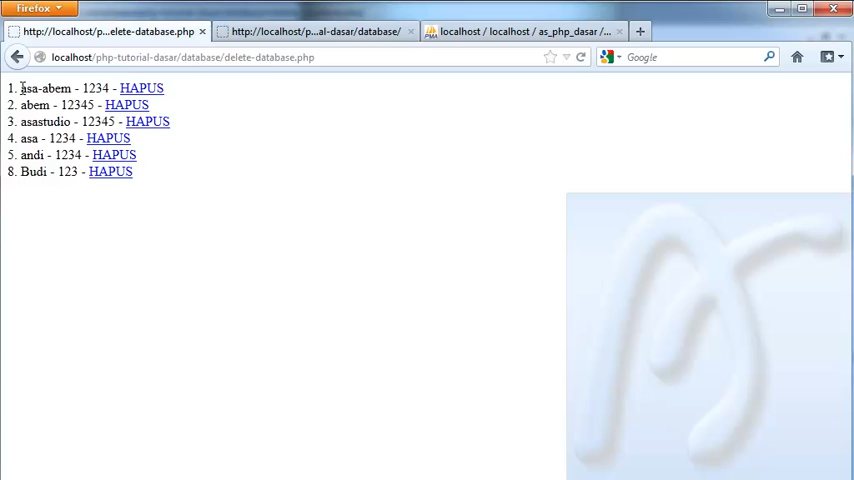 Firefox
http://localhost/p...elete-database.php
http://localhost/p...al-dasar/database/
PMA
localhost / localhost / as_php_dasar /...
localhost/php-tutorial-dasar/database/delete-database.php
Google
1. asa-abem - 1234 - HAPUS
2. abem - 12345 - HAPUS
3. asastudio - 12345 - HAPUS
4. asa - 1234 - HAPUS
5. andi - 1234 - HAPUS
8. Budi - 123 - HAPUS